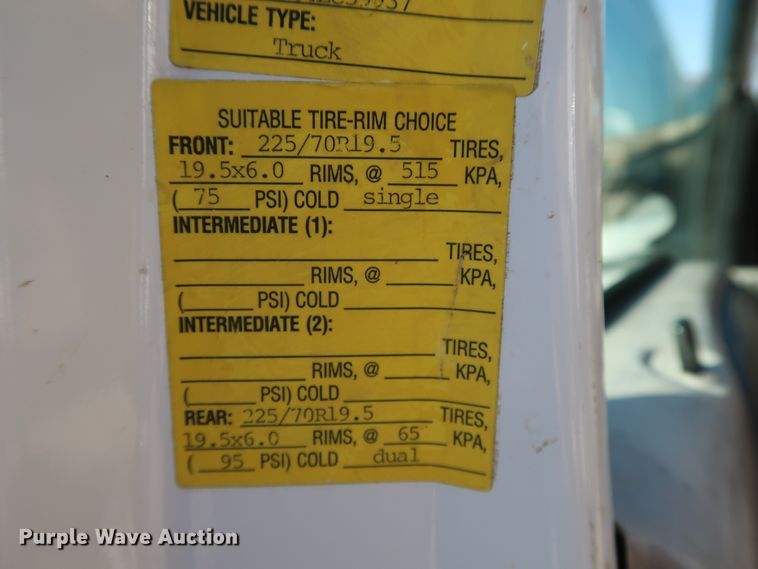 VEHICLE TYPE:
Truck
SUITABLE TIRE-RIM CHOICE
FRONT: 225/70R19.5 TIRES,
19.5x6.0 RIMS, @ 515 KPA,
( 75 PSI) COLD single
INTERMEDIATE (1):
TIRES,
RIMS, @ KPA,
( PSI) COLD
INTERMEDIATE (2):
TIRES,
RIMS, @ KPA,
( PSI) COLD
REAR: 225/70R19.5 TIRES,
19.5x6.0 RIMS, @ 65 KPA,
( 95 PSI) COLD dual
Purple Wave Auction